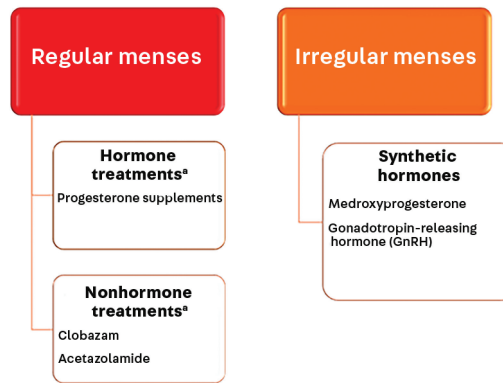 Regular menses
Hormone
treatmentsᵃ
Progesterone supplements
Nonhormone
treatmentsᵃ
Clobazam
Acetazolamide
Irregular menses
Synthetic
hormones
Medroxyprogesterone
Gonadotropin-releasing
hormone (GnRH)